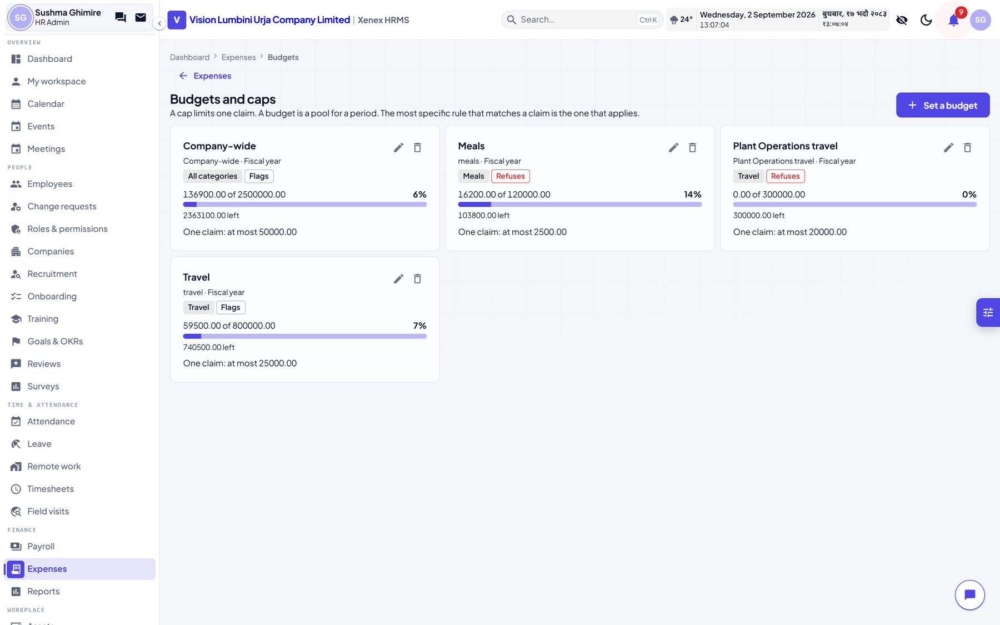 SG
Sushma Ghimire
HR Admin
OVERVIEW
Dashboard
My workspace
Calendar
Events
Meetings
PEOPLE
Employees
Change requests
Roles & permissions
Companies
Recruitment
Onboarding
Training
Goals & OKRs
Reviews
Surveys
TIME & ATTENDANCE
Attendance
Leave
Remote work
Timesheets
Field visits
FINANCE
Payroll
Expenses
Reports
WORKPLACE
V
Vision Lumbini Urja Company Limited | Xenex HRMS
Search...
Ctrl K
24°
Wednesday, 2 September 2026
13:07:04
बुधबार, १७ भदौ २०८३
१३:०७:०४
9
SG
Dashboard > Expenses > Budgets
← Expenses
Budgets and caps
A cap limits one claim. A budget is a pool for a period. The most specific rule that matches a claim is the one that applies.
+ Set a budget
Company-wide
Company-wide · Fiscal year
All categories Flags
136900.00 of 2500000.00 6%
2363100.00 left
One claim: at most 50000.00
Meals
meals · Fiscal year
Meals Refuses
16200.00 of 120000.00 14%
103800.00 left
One claim: at most 2500.00
Plant Operations travel
Plant Operations travel · Fiscal year
Travel Refuses
0.00 of 300000.00 0%
300000.00 left
One claim: at most 20000.00
Travel
travel · Fiscal year
Travel Flags
59500.00 of 800000.00 7%
740500.00 left
One claim: at most 25000.00